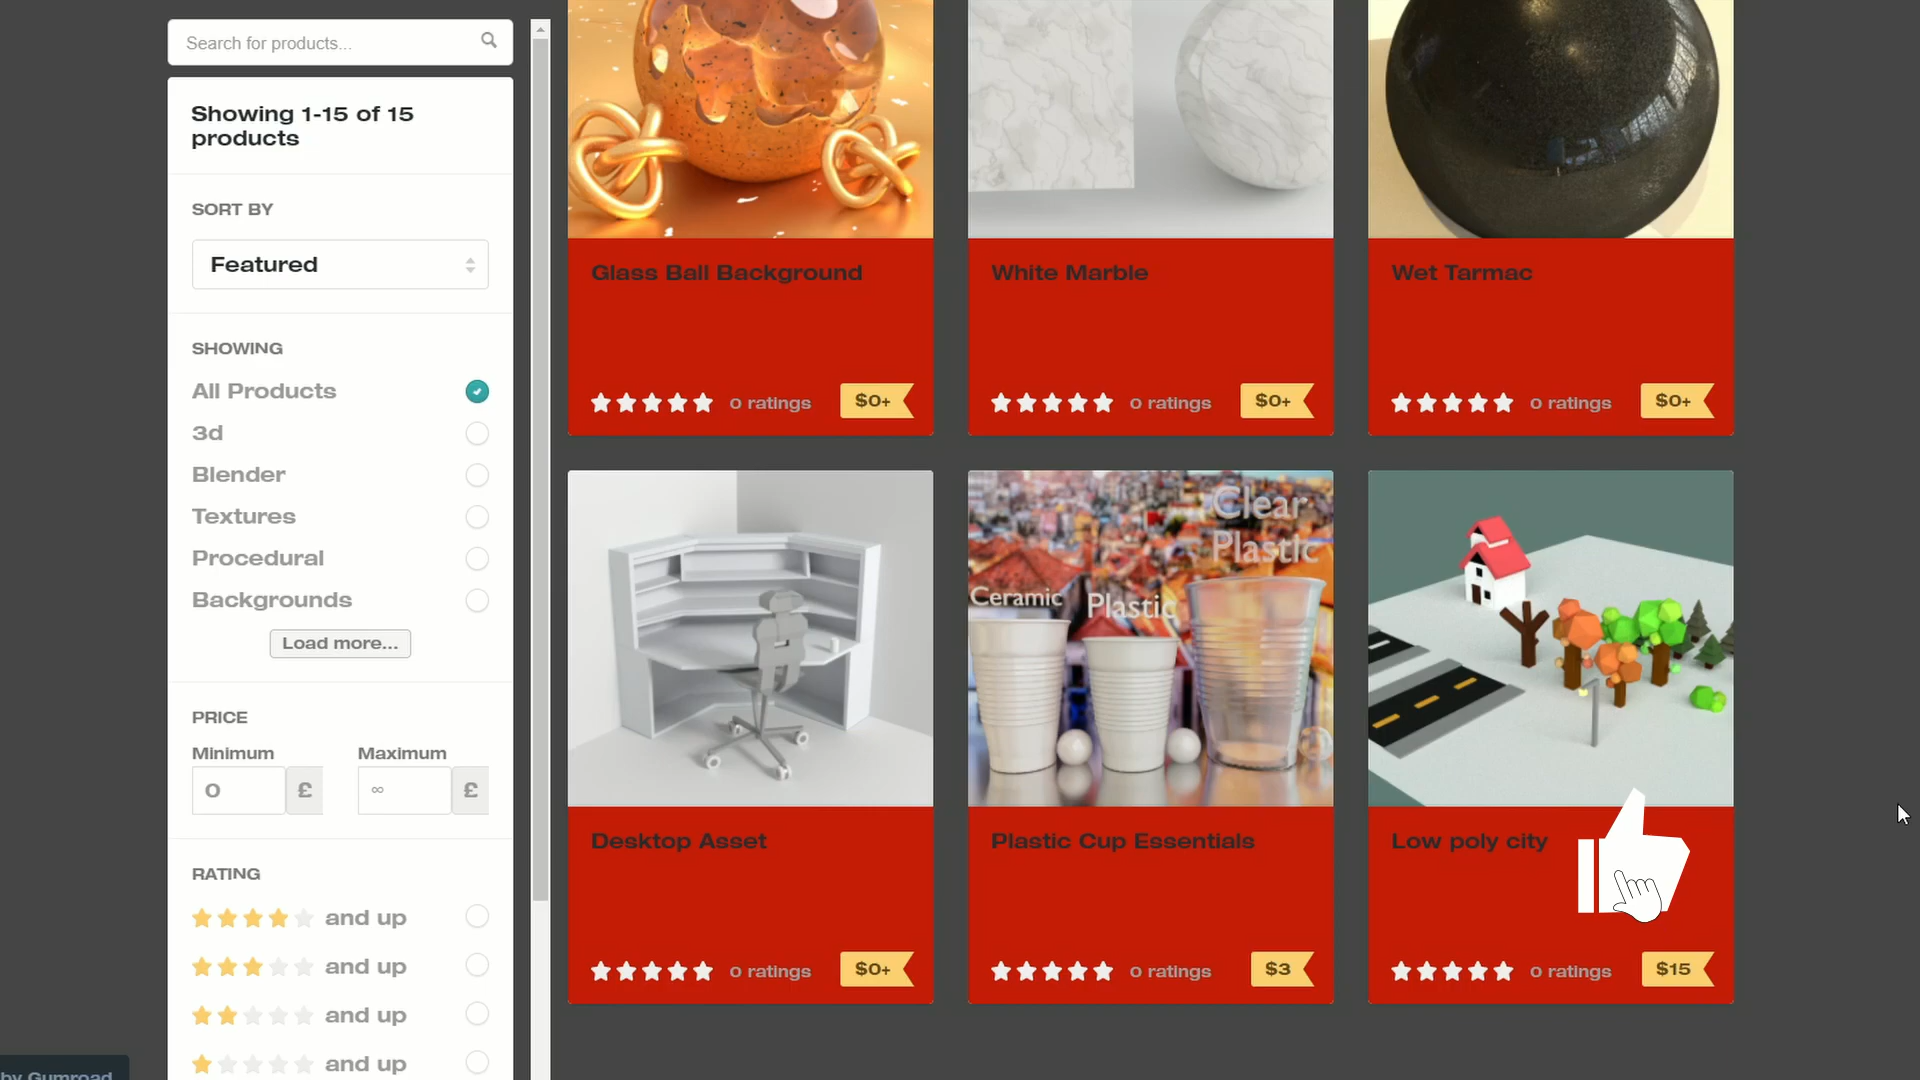 Search for products...
Showing 1-15 of 15
products
SORT BY
Featured
SHOWING
All Products
3d
Blender
Textures
Procedural
Backgrounds
Load more...
PRICE
Minimum
Maximum
0
£
∞
£
RATING
and up
and up
and up
and up
by Gumroad
Glass Ball Background
0 ratings
$0+
White Marble
0 ratings
$0+
Wet Tarmac
0 ratings
$0+
Clear
Plastic
Ceramic
Plastic
Desktop Asset
0 ratings
$0+
Plastic Cup Essentials
0 ratings
$3
Low poly city
0 ratings
$15